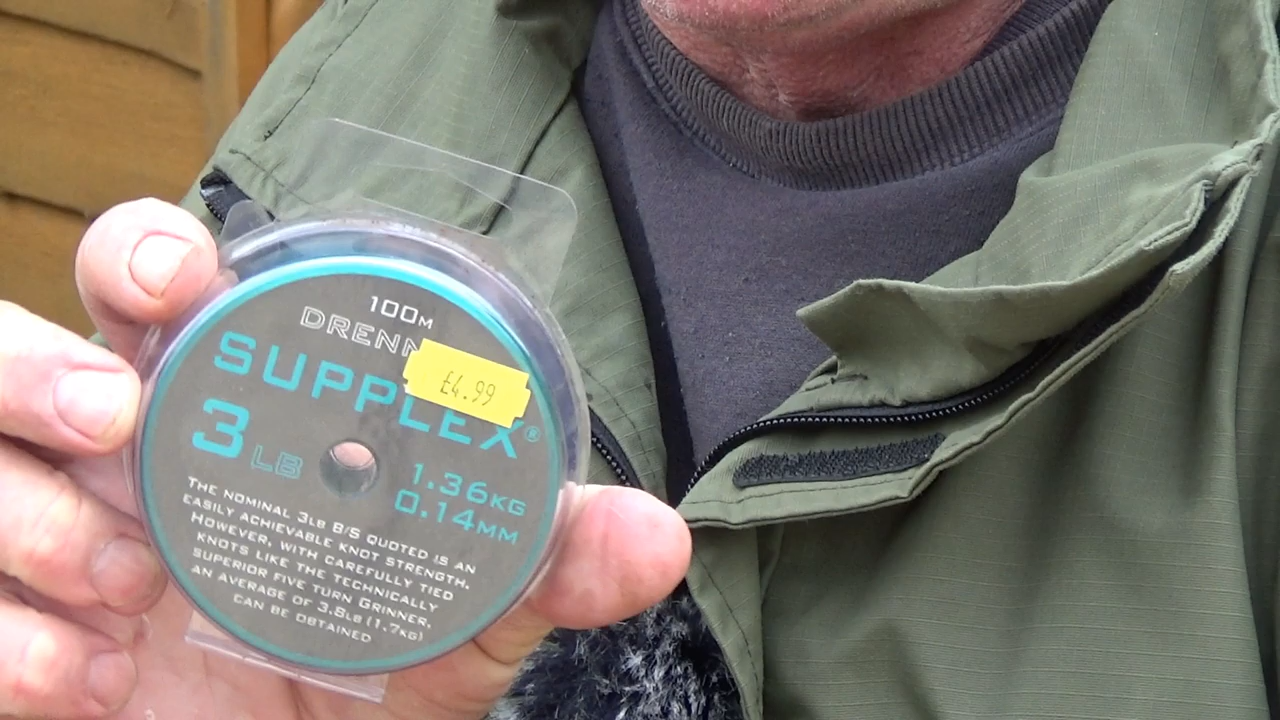 100M
DRENN
£4.99
SUPPLEX®
3 LB
1.36KG
0.14MM
THE NOMINAL 3LB B/S QUOTED IS AN
EASILY ACHIEVABLE KNOT STRENGTH.
HOWEVER, WITH CAREFULLY TIED
KNOTS LIKE THE TECHNICALLY
SUPERIOR FIVE TURN GRINNER,
AN AVERAGE OF 3.8LB (1.7KG)
CAN BE OBTAINED